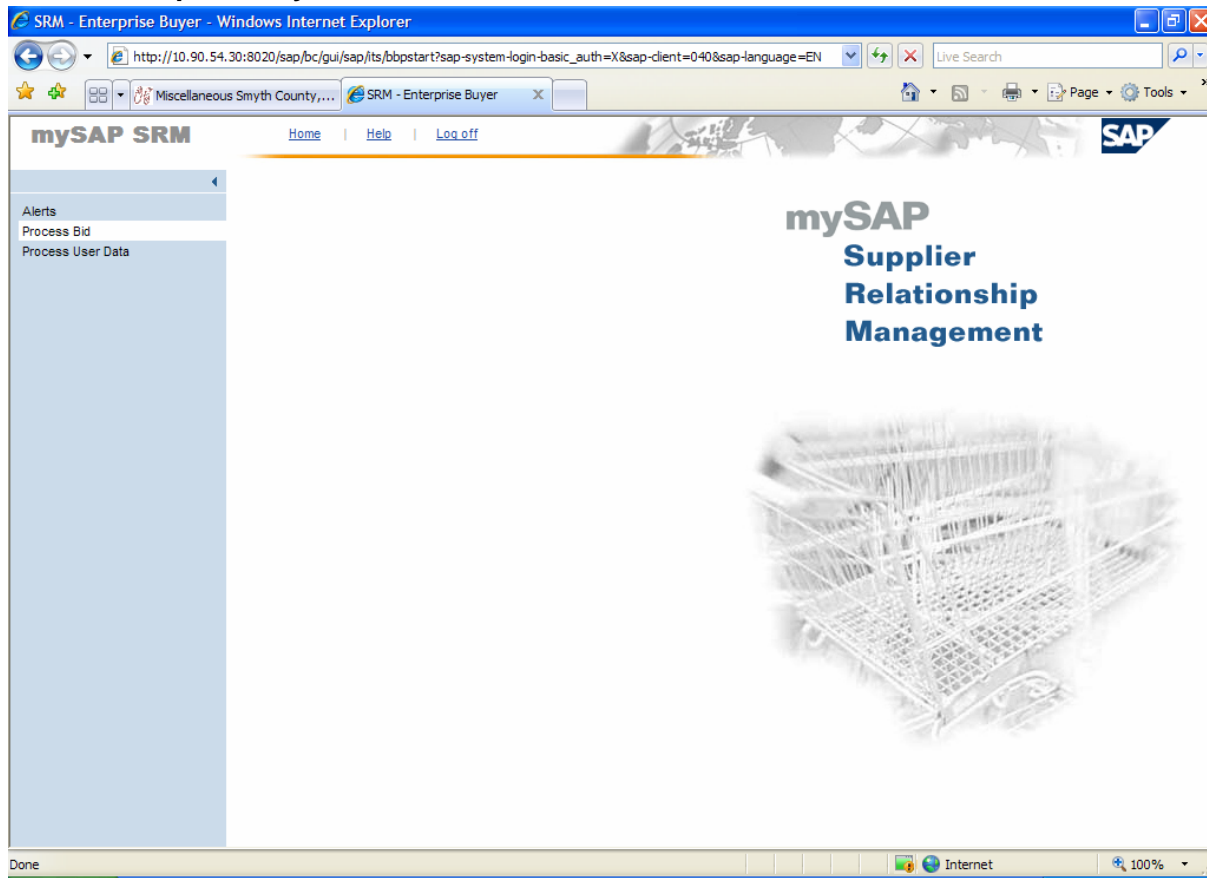 SRM - Enterprise Buyer - Windows Internet Explorer
http://10.90.54.30:8020/sap/bc/gui/sap/its/bbpstart?sap-system-login-basic_auth=X&sap-client=040&sap-language=EN
Live Search
Miscellaneous Smyth County,... SRM - Enterprise Buyer
Page Tools
mySAP SRM Home | Help | Log off SAP
Alerts
Process Bid
Process User Data
mySAP
Supplier
Relationship
Management
Done Internet 100%